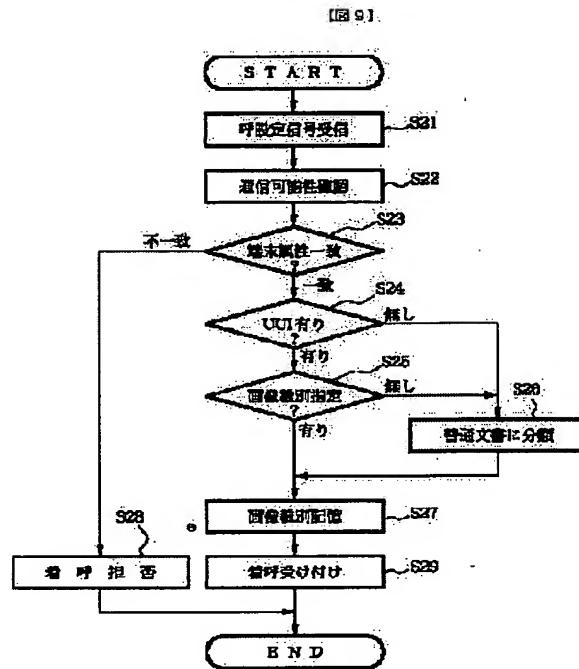 【図9】
START
呼設定信号受信
S21
通信可能性確認
S22
S23
不一致
端末属性一致
?
一致
S24
UUI有り
?
無し
有り
S25
画像種別指定
?
無し
有り
S26
普通文書に分類
画像種別記憶
S27
S28
着呼拒否
着呼受け付け
S29
END